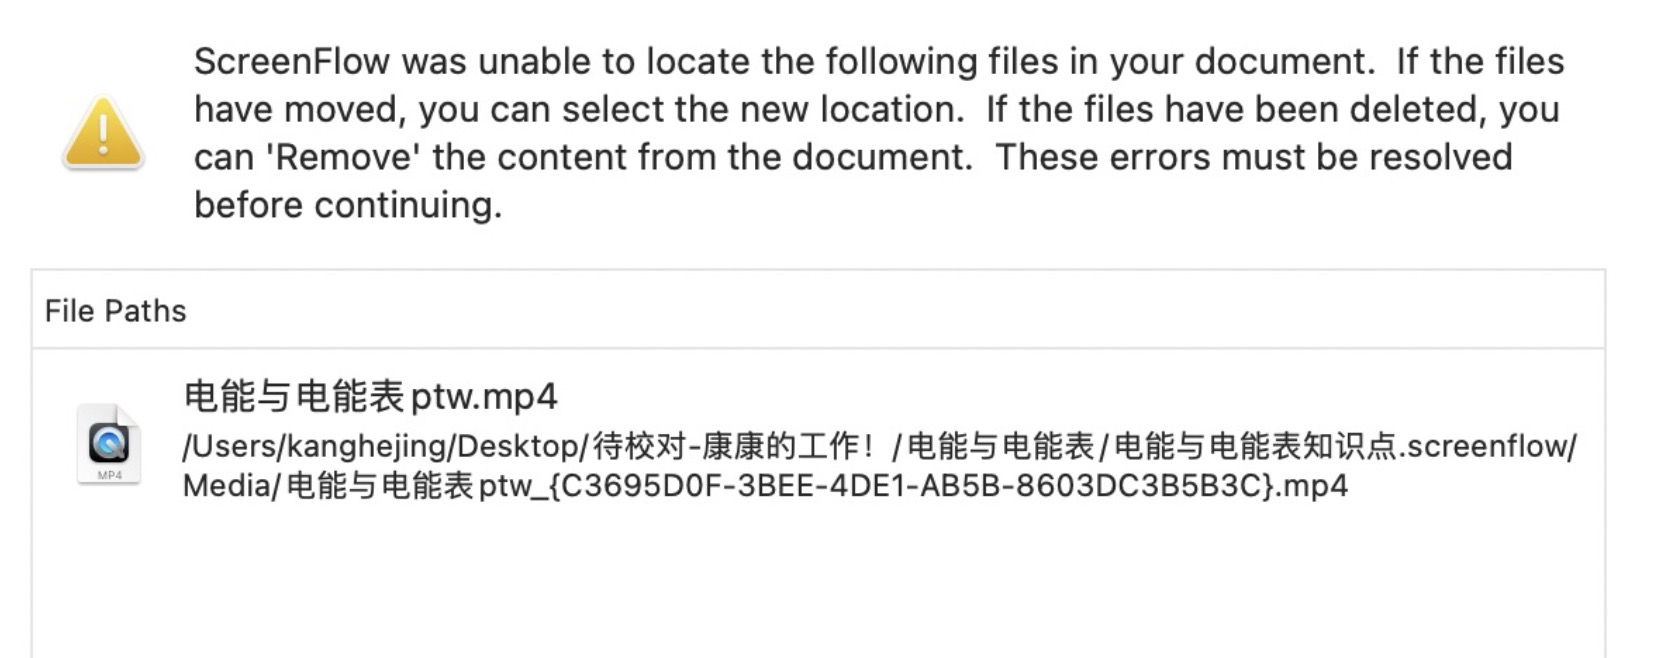 ScreenFlow was unable to locate the following files in your document.  If the files
have moved, you can select the new location.  If the files have been deleted, you
can 'Remove' the content from the document.  These errors must be resolved
before continuing.
File Paths
电能与电能表ptw.mp4
/Users/kanghejing/Desktop/待校对-康康的工作！/电能与电能表/电能与电能表知识点.screenflow/
Media/电能与电能表ptw_{C3695D0F-3BEE-4DE1-AB5B-8603DC3B5B3C}.mp4
MP4